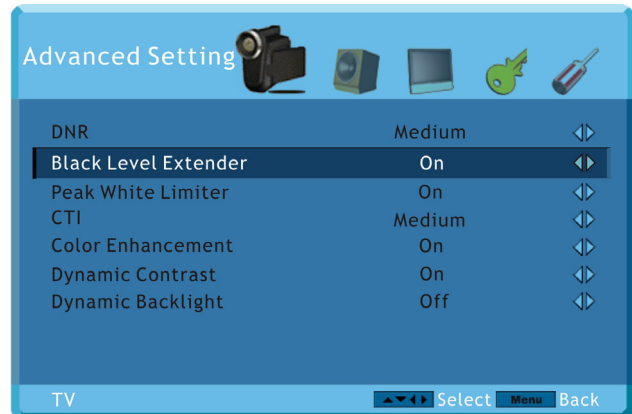 Advanced Setting
DNR Medium
Black Level Extender On
Peak White Limiter On
CTI Medium
Color Enhancement On
Dynamic Contrast On
Dynamic Backlight Off
TV Select Menu Back